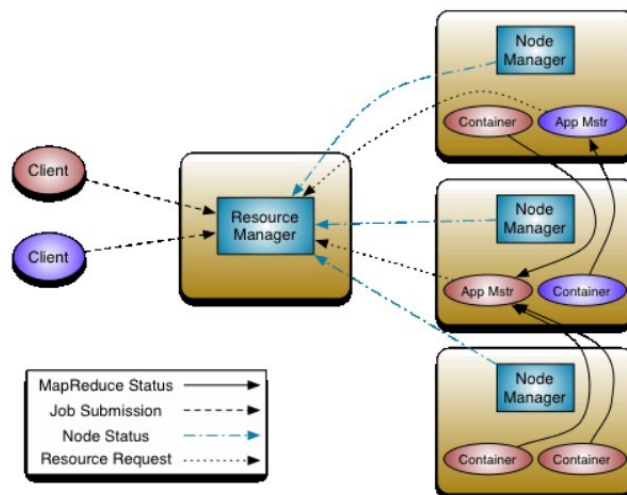 Node
Manager
Container
App Mstr
Client
Resource
Manager
Node
Manager
Client
App Mstr
Container
Node
Manager
MapReduce Status
Job Submission
Node Status
Resource Request
Container
Container